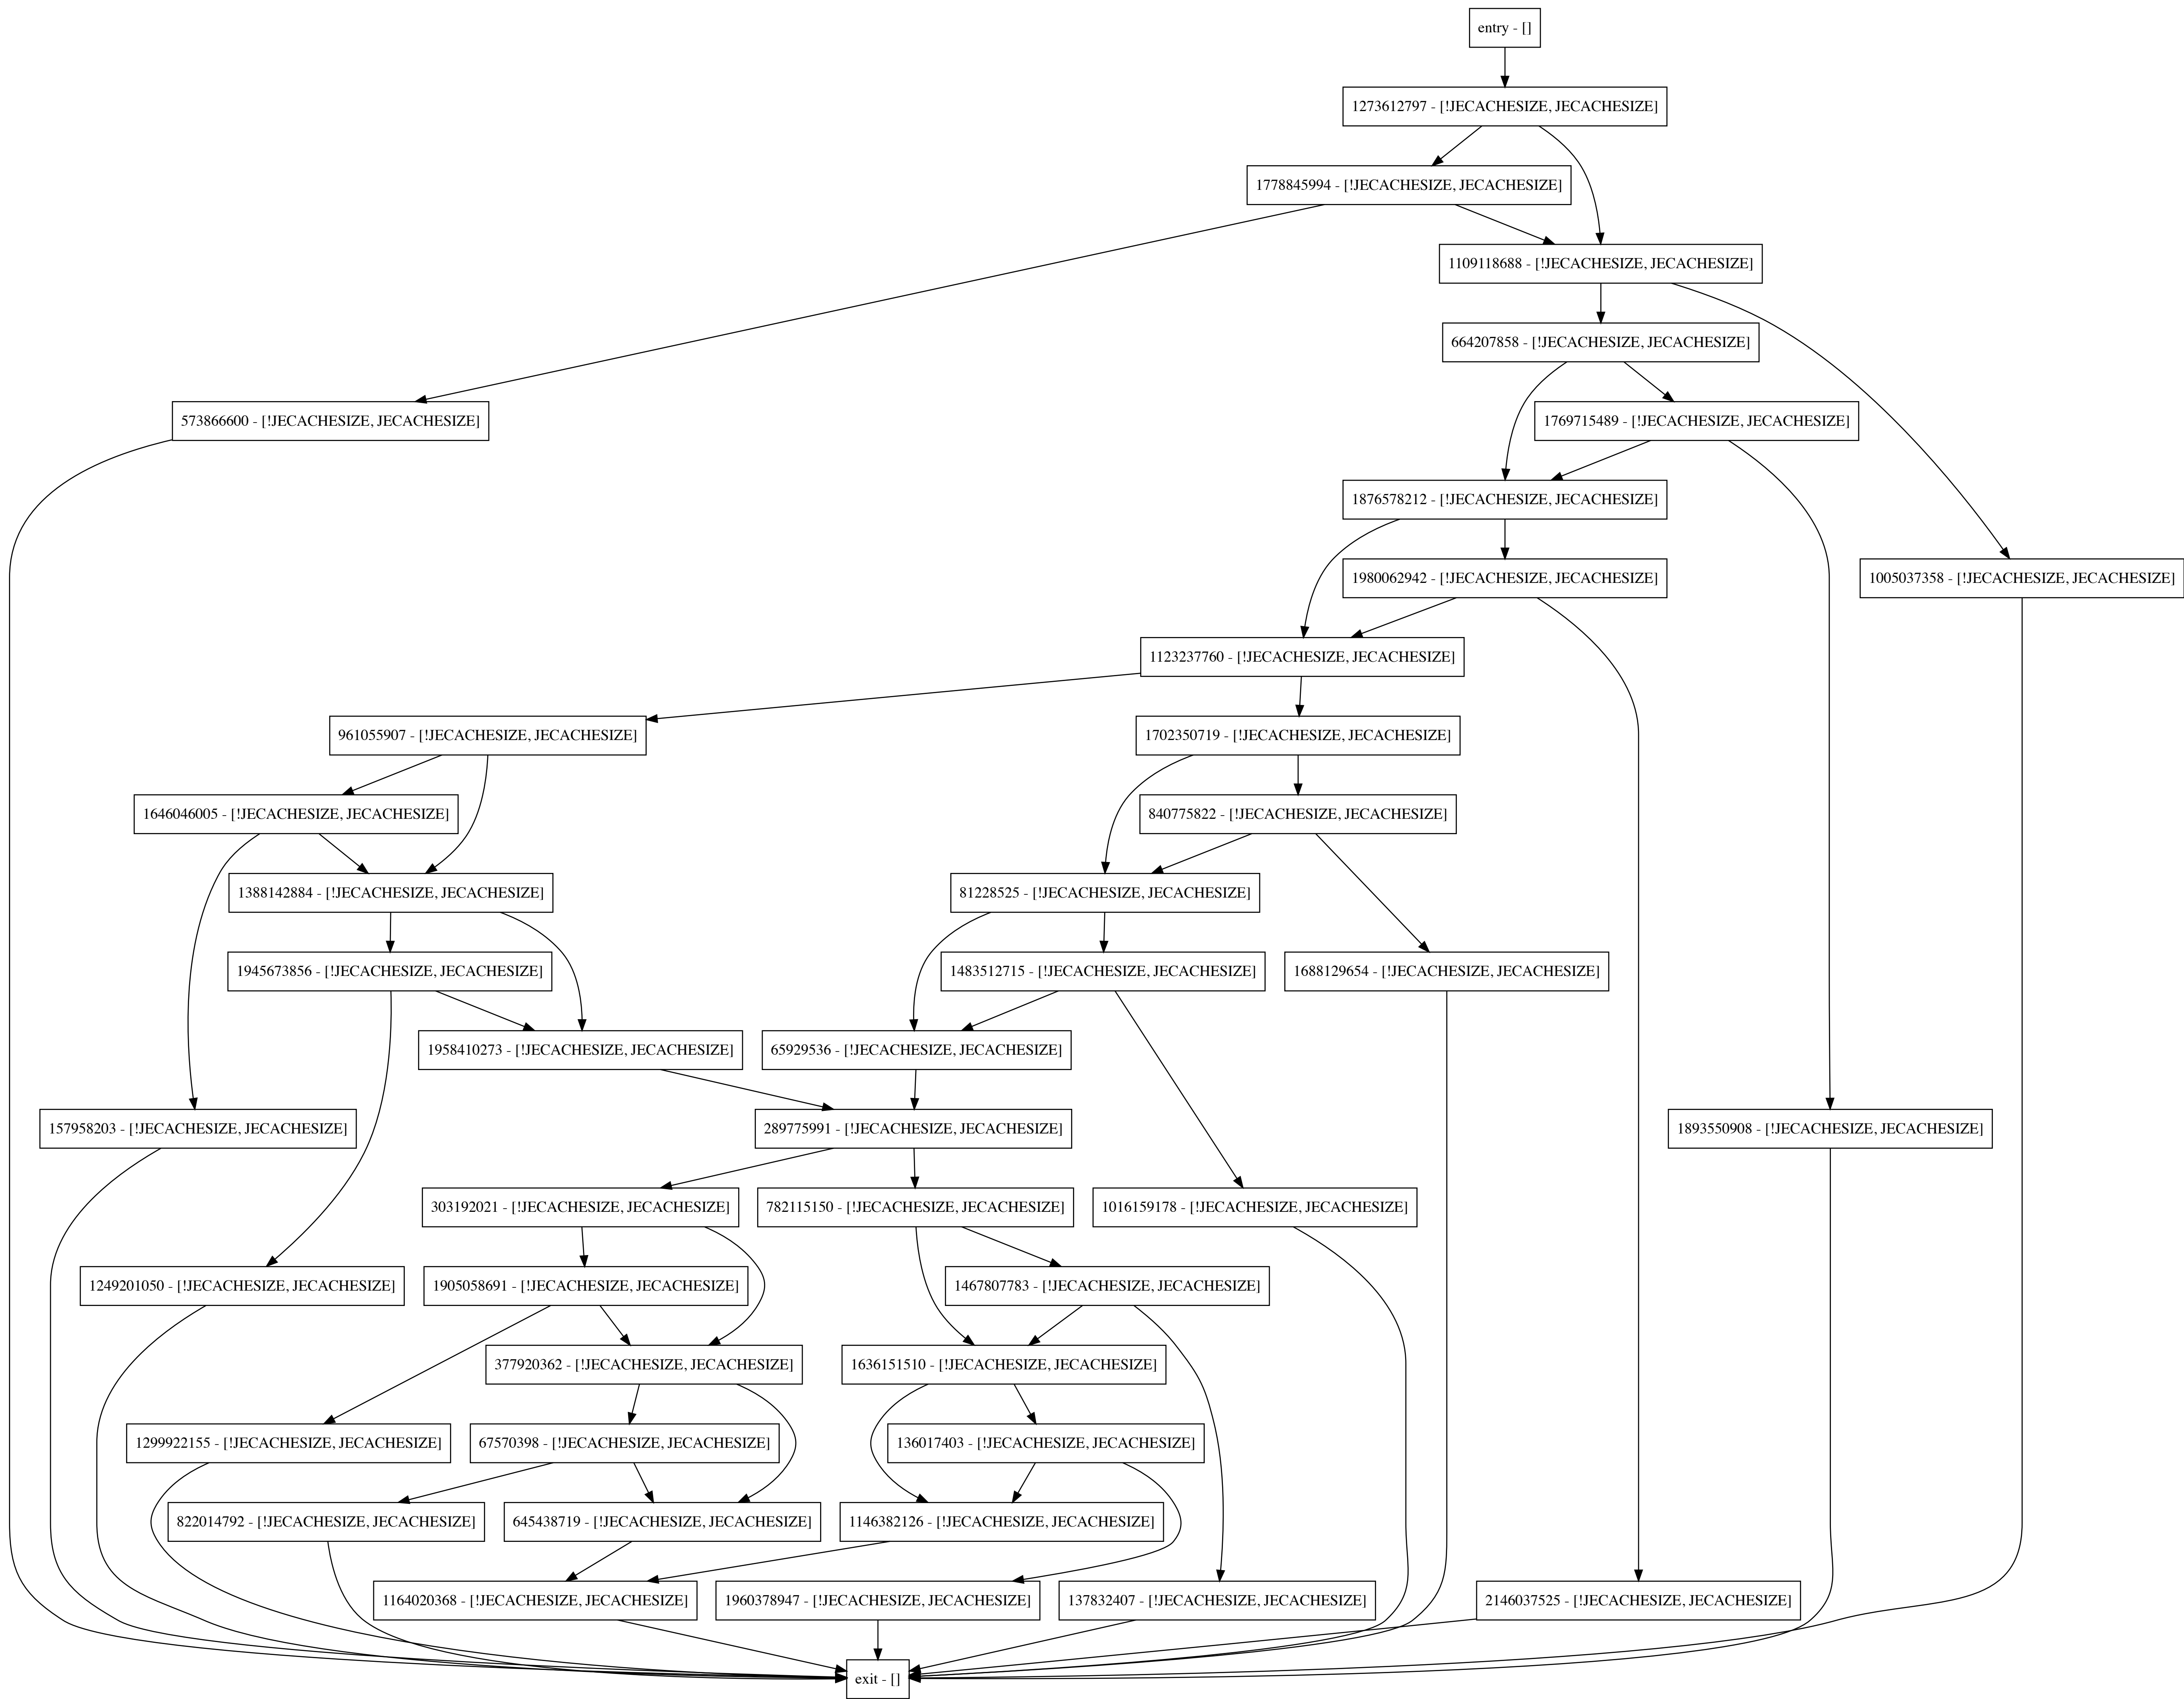 entry - []
1273612797 - [!JECACHESIZE, JECACHESIZE]
1778845994 - [!JECACHESIZE, JECACHESIZE]
1109118688 - [!JECACHESIZE, JECACHESIZE]
664207858 - [!JECACHESIZE, JECACHESIZE]
573866600 - [!JECACHESIZE, JECACHESIZE]
1769715489 - [!JECACHESIZE, JECACHESIZE]
1876578212 - [!JECACHESIZE, JECACHESIZE]
1980062942 - [!JECACHESIZE, JECACHESIZE]
1005037358 - [!JECACHESIZE, JECACHESIZE]
1123237760 - [!JECACHESIZE, JECACHESIZE]
961055907 - [!JECACHESIZE, JECACHESIZE]
1702350719 - [!JECACHESIZE, JECACHESIZE]
1646046005 - [!JECACHESIZE, JECACHESIZE]
840775822 - [!JECACHESIZE, JECACHESIZE]
1388142884 - [!JECACHESIZE, JECACHESIZE]
81228525 - [!JECACHESIZE, JECACHESIZE]
1945673856 - [!JECACHESIZE, JECACHESIZE]
1483512715 - [!JECACHESIZE, JECACHESIZE]
1688129654 - [!JECACHESIZE, JECACHESIZE]
1958410273 - [!JECACHESIZE, JECACHESIZE]
65929536 - [!JECACHESIZE, JECACHESIZE]
157958203 - [!JECACHESIZE, JECACHESIZE]
289775991 - [!JECACHESIZE, JECACHESIZE]
1893550908 - [!JECACHESIZE, JECACHESIZE]
303192021 - [!JECACHESIZE, JECACHESIZE]
782115150 - [!JECACHESIZE, JECACHESIZE]
1016159178 - [!JECACHESIZE, JECACHESIZE]
1249201050 - [!JECACHESIZE, JECACHESIZE]
1905058691 - [!JECACHESIZE, JECACHESIZE]
1467807783 - [!JECACHESIZE, JECACHESIZE]
377920362 - [!JECACHESIZE, JECACHESIZE]
1636151510 - [!JECACHESIZE, JECACHESIZE]
1299922155 - [!JECACHESIZE, JECACHESIZE]
67570398 - [!JECACHESIZE, JECACHESIZE]
136017403 - [!JECACHESIZE, JECACHESIZE]
822014792 - [!JECACHESIZE, JECACHESIZE]
645438719 - [!JECACHESIZE, JECACHESIZE]
1146382126 - [!JECACHESIZE, JECACHESIZE]
1164020368 - [!JECACHESIZE, JECACHESIZE]
1960378947 - [!JECACHESIZE, JECACHESIZE]
137832407 - [!JECACHESIZE, JECACHESIZE]
2146037525 - [!JECACHESIZE, JECACHESIZE]
exit - []